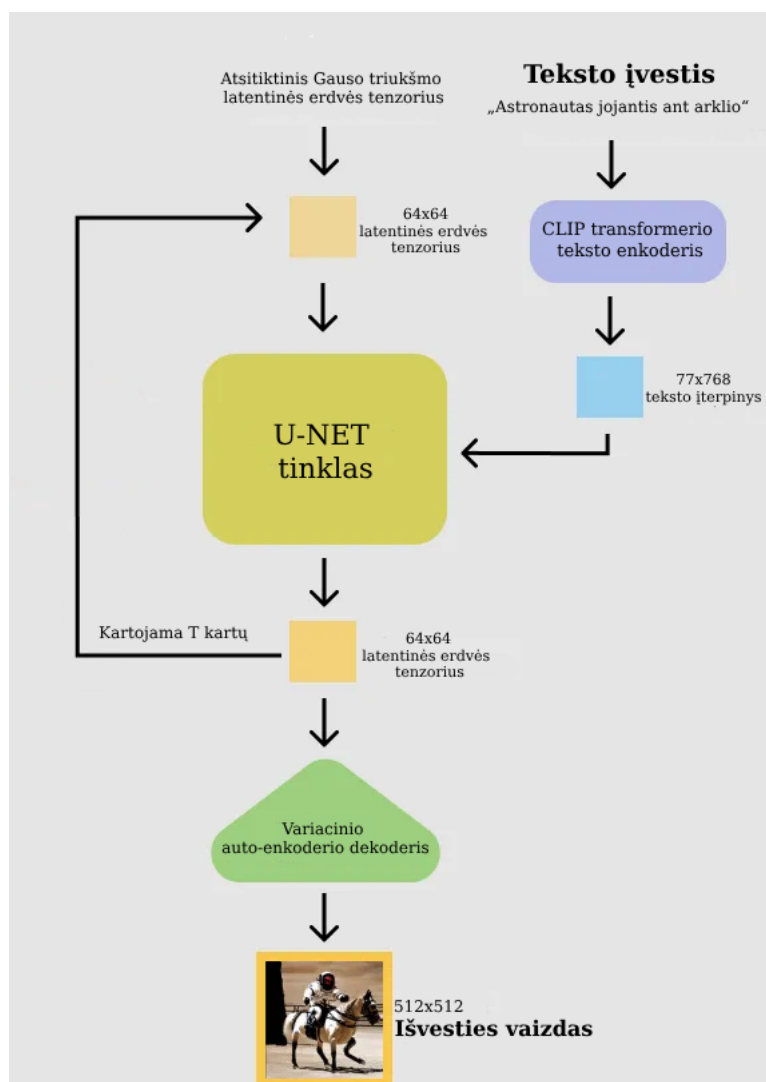 Atsitiktinis Gauso triukšmo
latentinės erdvės tenzorius
Teksto įvestis
„Astronautas jojantis ant arklio“
64x64
latentinės erdvės
tenzorius
CLIP transformerio
teksto enkoderis
77x768
teksto įterpinys
U-NET
tinklas
Kartojama T kartų
64x64
latentinės erdvės
tenzorius
Variacinio
auto-enkoderio dekoderis
512x512
Išvesties vaizdas